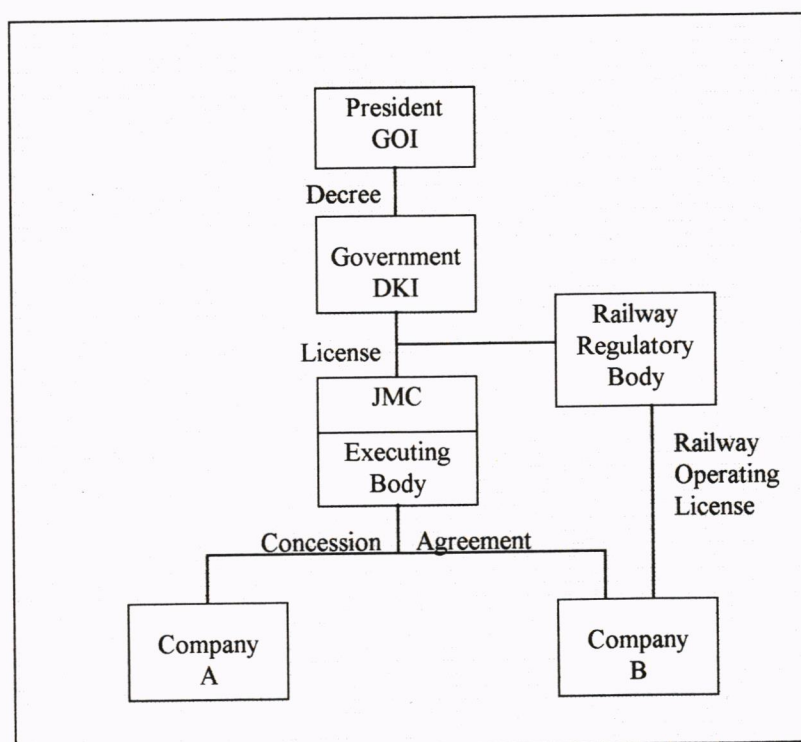 President
GOI
Decree
Government
DKI
License
Railway
Regulatory
Body
JMC
Executing
Body
Railway
Operating
License
Concession Agreement
Company
A
Company
B